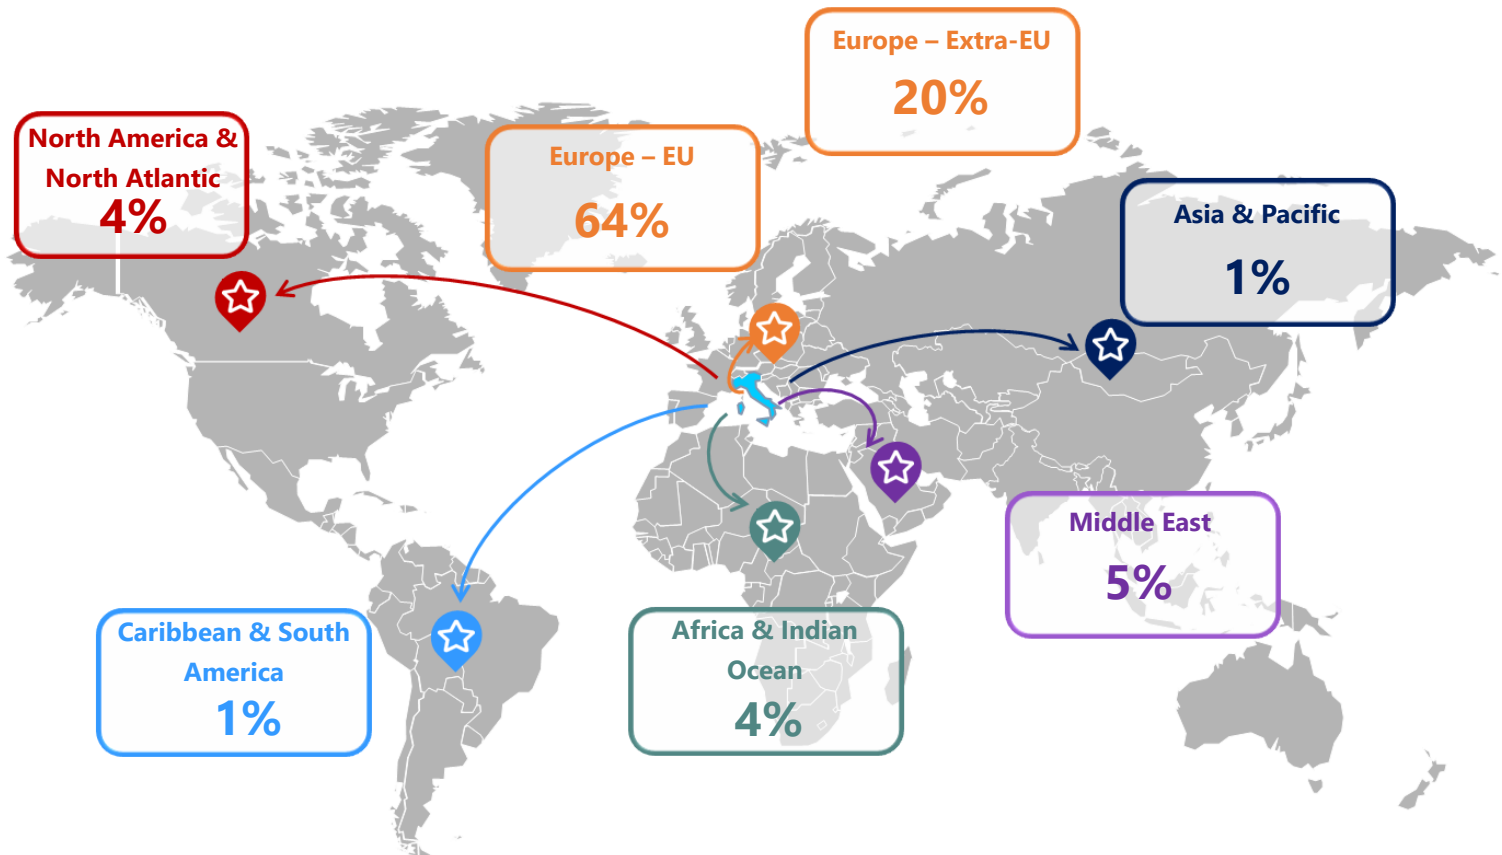 Europe – Extra-EU
20%
North America &
North Atlantic
4%
Europe – EU
64%
Asia & Pacific
1%
Middle East
5%
Caribbean & South
America
1%
Africa & Indian
Ocean
4%